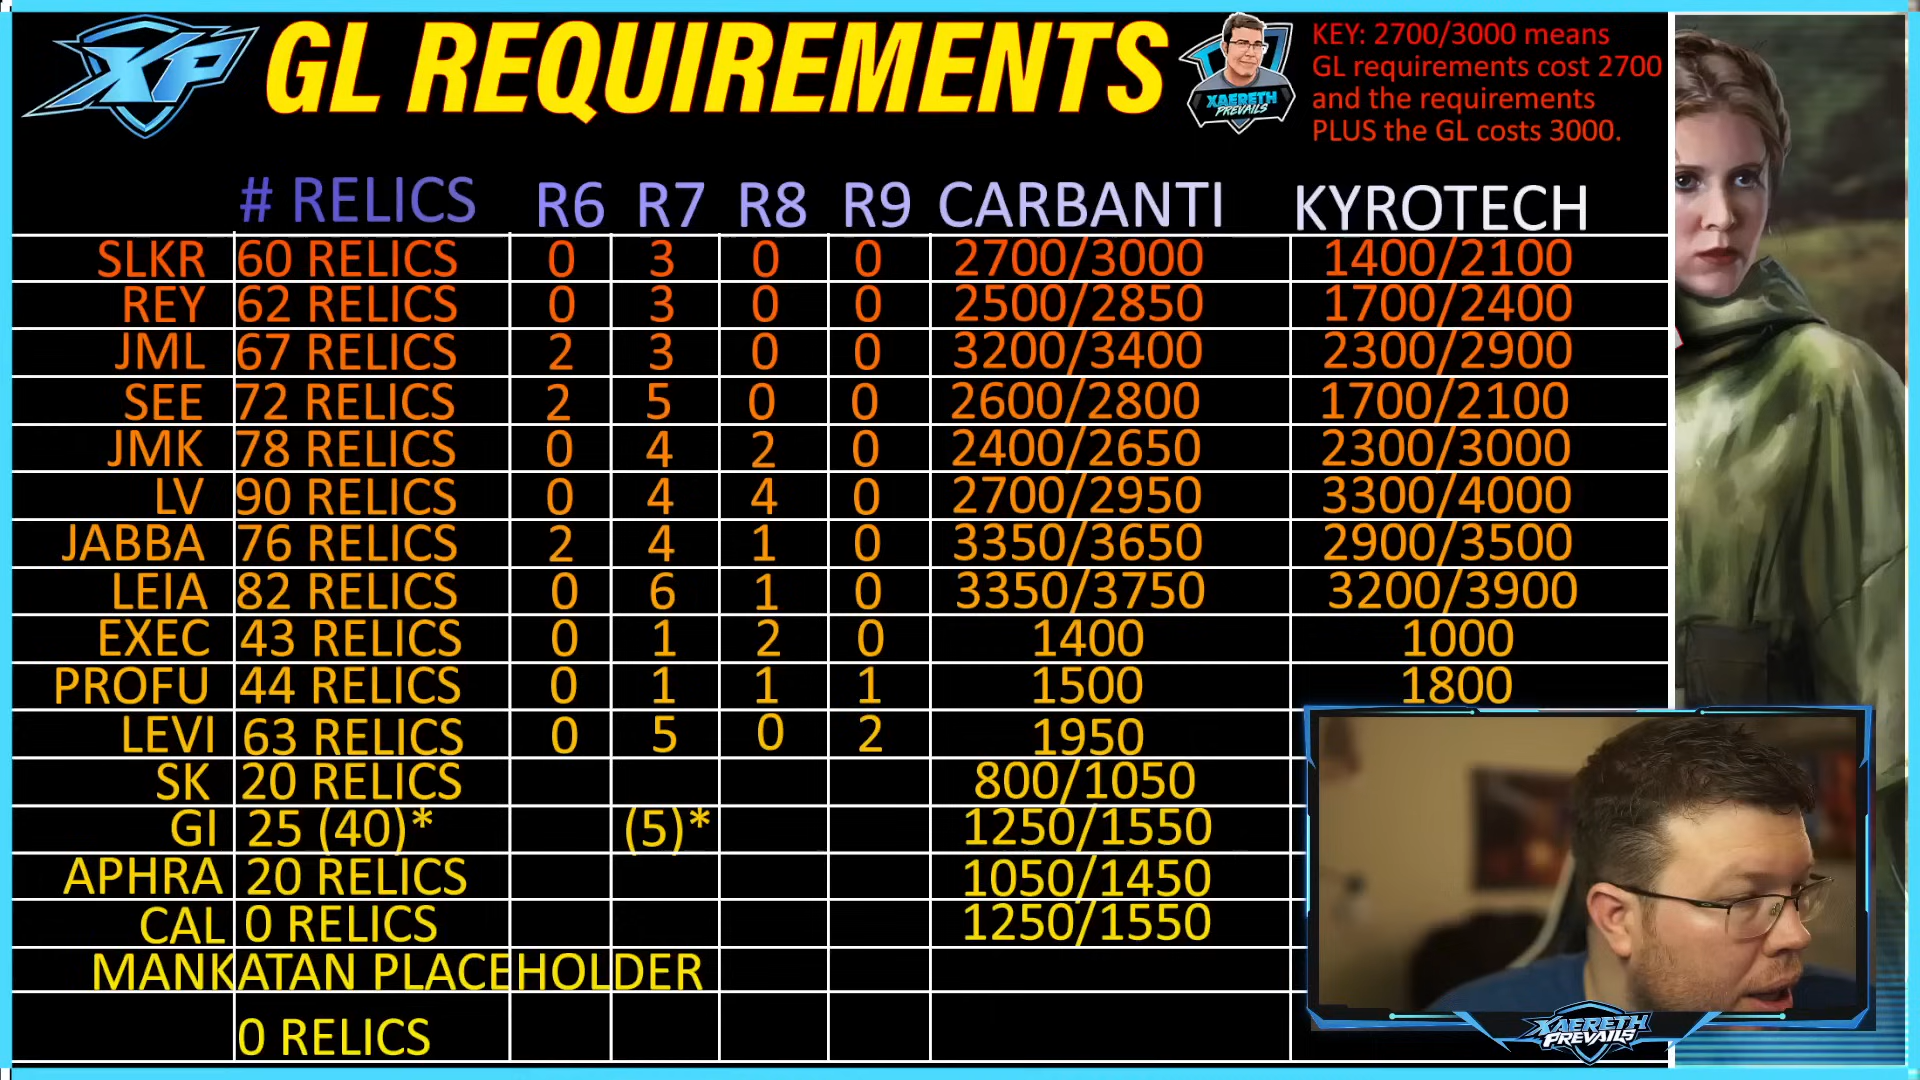 XP GL REQUIREMENTS
XAERETH
PREVAILS
KEY: 2700/3000 means
GL requirements cost 2700
and the requirements
PLUS the GL costs 3000.
# RELICS R6 R7 R8 R9 CARBANTI KYROTECH
SLKR 60 RELICS 0 3 0 0 2700/3000 1400/2100
REY 62 RELICS 0 3 0 0 2500/2850 1700/2400
JML 67 RELICS 2 3 0 0 3200/3400 2300/2900
SEE 72 RELICS 2 5 0 0 2600/2800 1700/2100
JMK 78 RELICS 0 4 2 0 2400/2650 2300/3000
LV 90 RELICS 0 4 4 0 2700/2950 3300/4000
JABBA 76 RELICS 2 4 1 0 3350/3650 2900/3500
LEIA 82 RELICS 0 6 1 0 3350/3750 3200/3900
EXEC 43 RELICS 0 1 2 0 1400 1000
PROFU 44 RELICS 0 1 1 1 1500 1800
LEVI 63 RELICS 0 5 0 2 1950
SK 20 RELICS 800/1050
GI 25 (40)* (5)* 1250/1550
APHRA 20 RELICS 1050/1450
CAL 0 RELICS 1250/1550
MANKATAN PLACEHOLDER
0 RELICS
XAERETH
PREVAILS